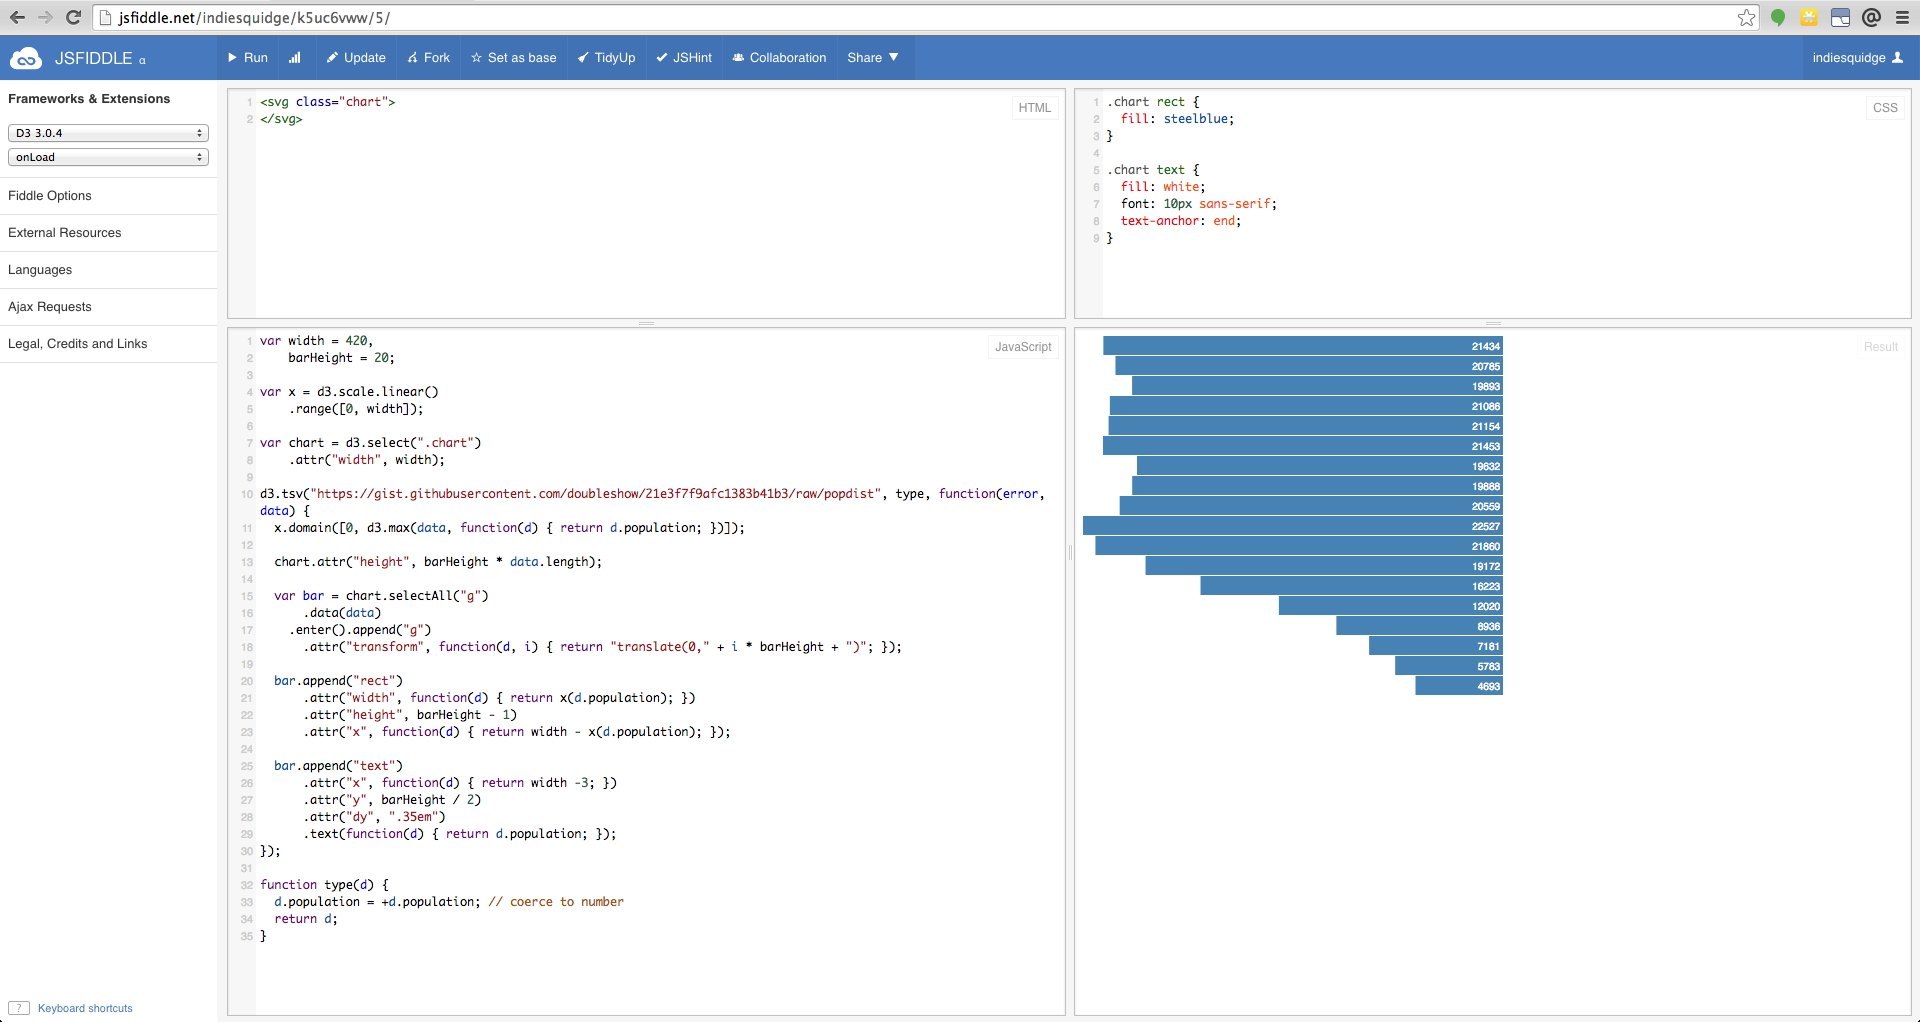 jsfiddle.net/indiesquidge/k5uc6vww/5/
JSFIDDLE α
Run
Update
Fork
Set as base
TidyUp
JSHint
Collaboration
Share ▼
indiesquidge
Frameworks & Extensions
D3 3.0.4
onLoad
Fiddle Options
External Resources
Languages
Ajax Requests
Legal, Credits and Links
? Keyboard shortcuts
HTML
1 <svg class="chart">
2 </svg>
CSS
1 .chart rect {
2   fill: steelblue;
3 }
4
5 .chart text {
6   fill: white;
7   font: 10px sans-serif;
8   text-anchor: end;
9 }
JavaScript
1 var width = 420,
2     barHeight = 20;
3
4 var x = d3.scale.linear()
5     .range([0, width]);
6
7 var chart = d3.select(".chart")
8     .attr("width", width);
9
10 d3.tsv("https://gist.githubusercontent.com/doubleshow/21e3f7f9afc1383b41b3/raw/popdist", type, function(error,
data) {
11   x.domain([0, d3.max(data, function(d) { return d.population; })]);
12
13   chart.attr("height", barHeight * data.length);
14
15   var bar = chart.selectAll("g")
16       .data(data)
17     .enter().append("g")
18       .attr("transform", function(d, i) { return "translate(0," + i * barHeight + ")"; });
19
20   bar.append("rect")
21       .attr("width", function(d) { return x(d.population); })
22       .attr("height", barHeight - 1)
23       .attr("x", function(d) { return width - x(d.population); });
24
25   bar.append("text")
26       .attr("x", function(d) { return width -3; })
27       .attr("y", barHeight / 2)
28       .attr("dy", ".35em")
29       .text(function(d) { return d.population; });
30 });
31
32 function type(d) {
33   d.population = +d.population; // coerce to number
34   return d;
35 }
Result
21434
20785
19893
21086
21154
21453
19632
19888
20559
22527
21860
19172
16223
12020
8936
7181
5783
4693